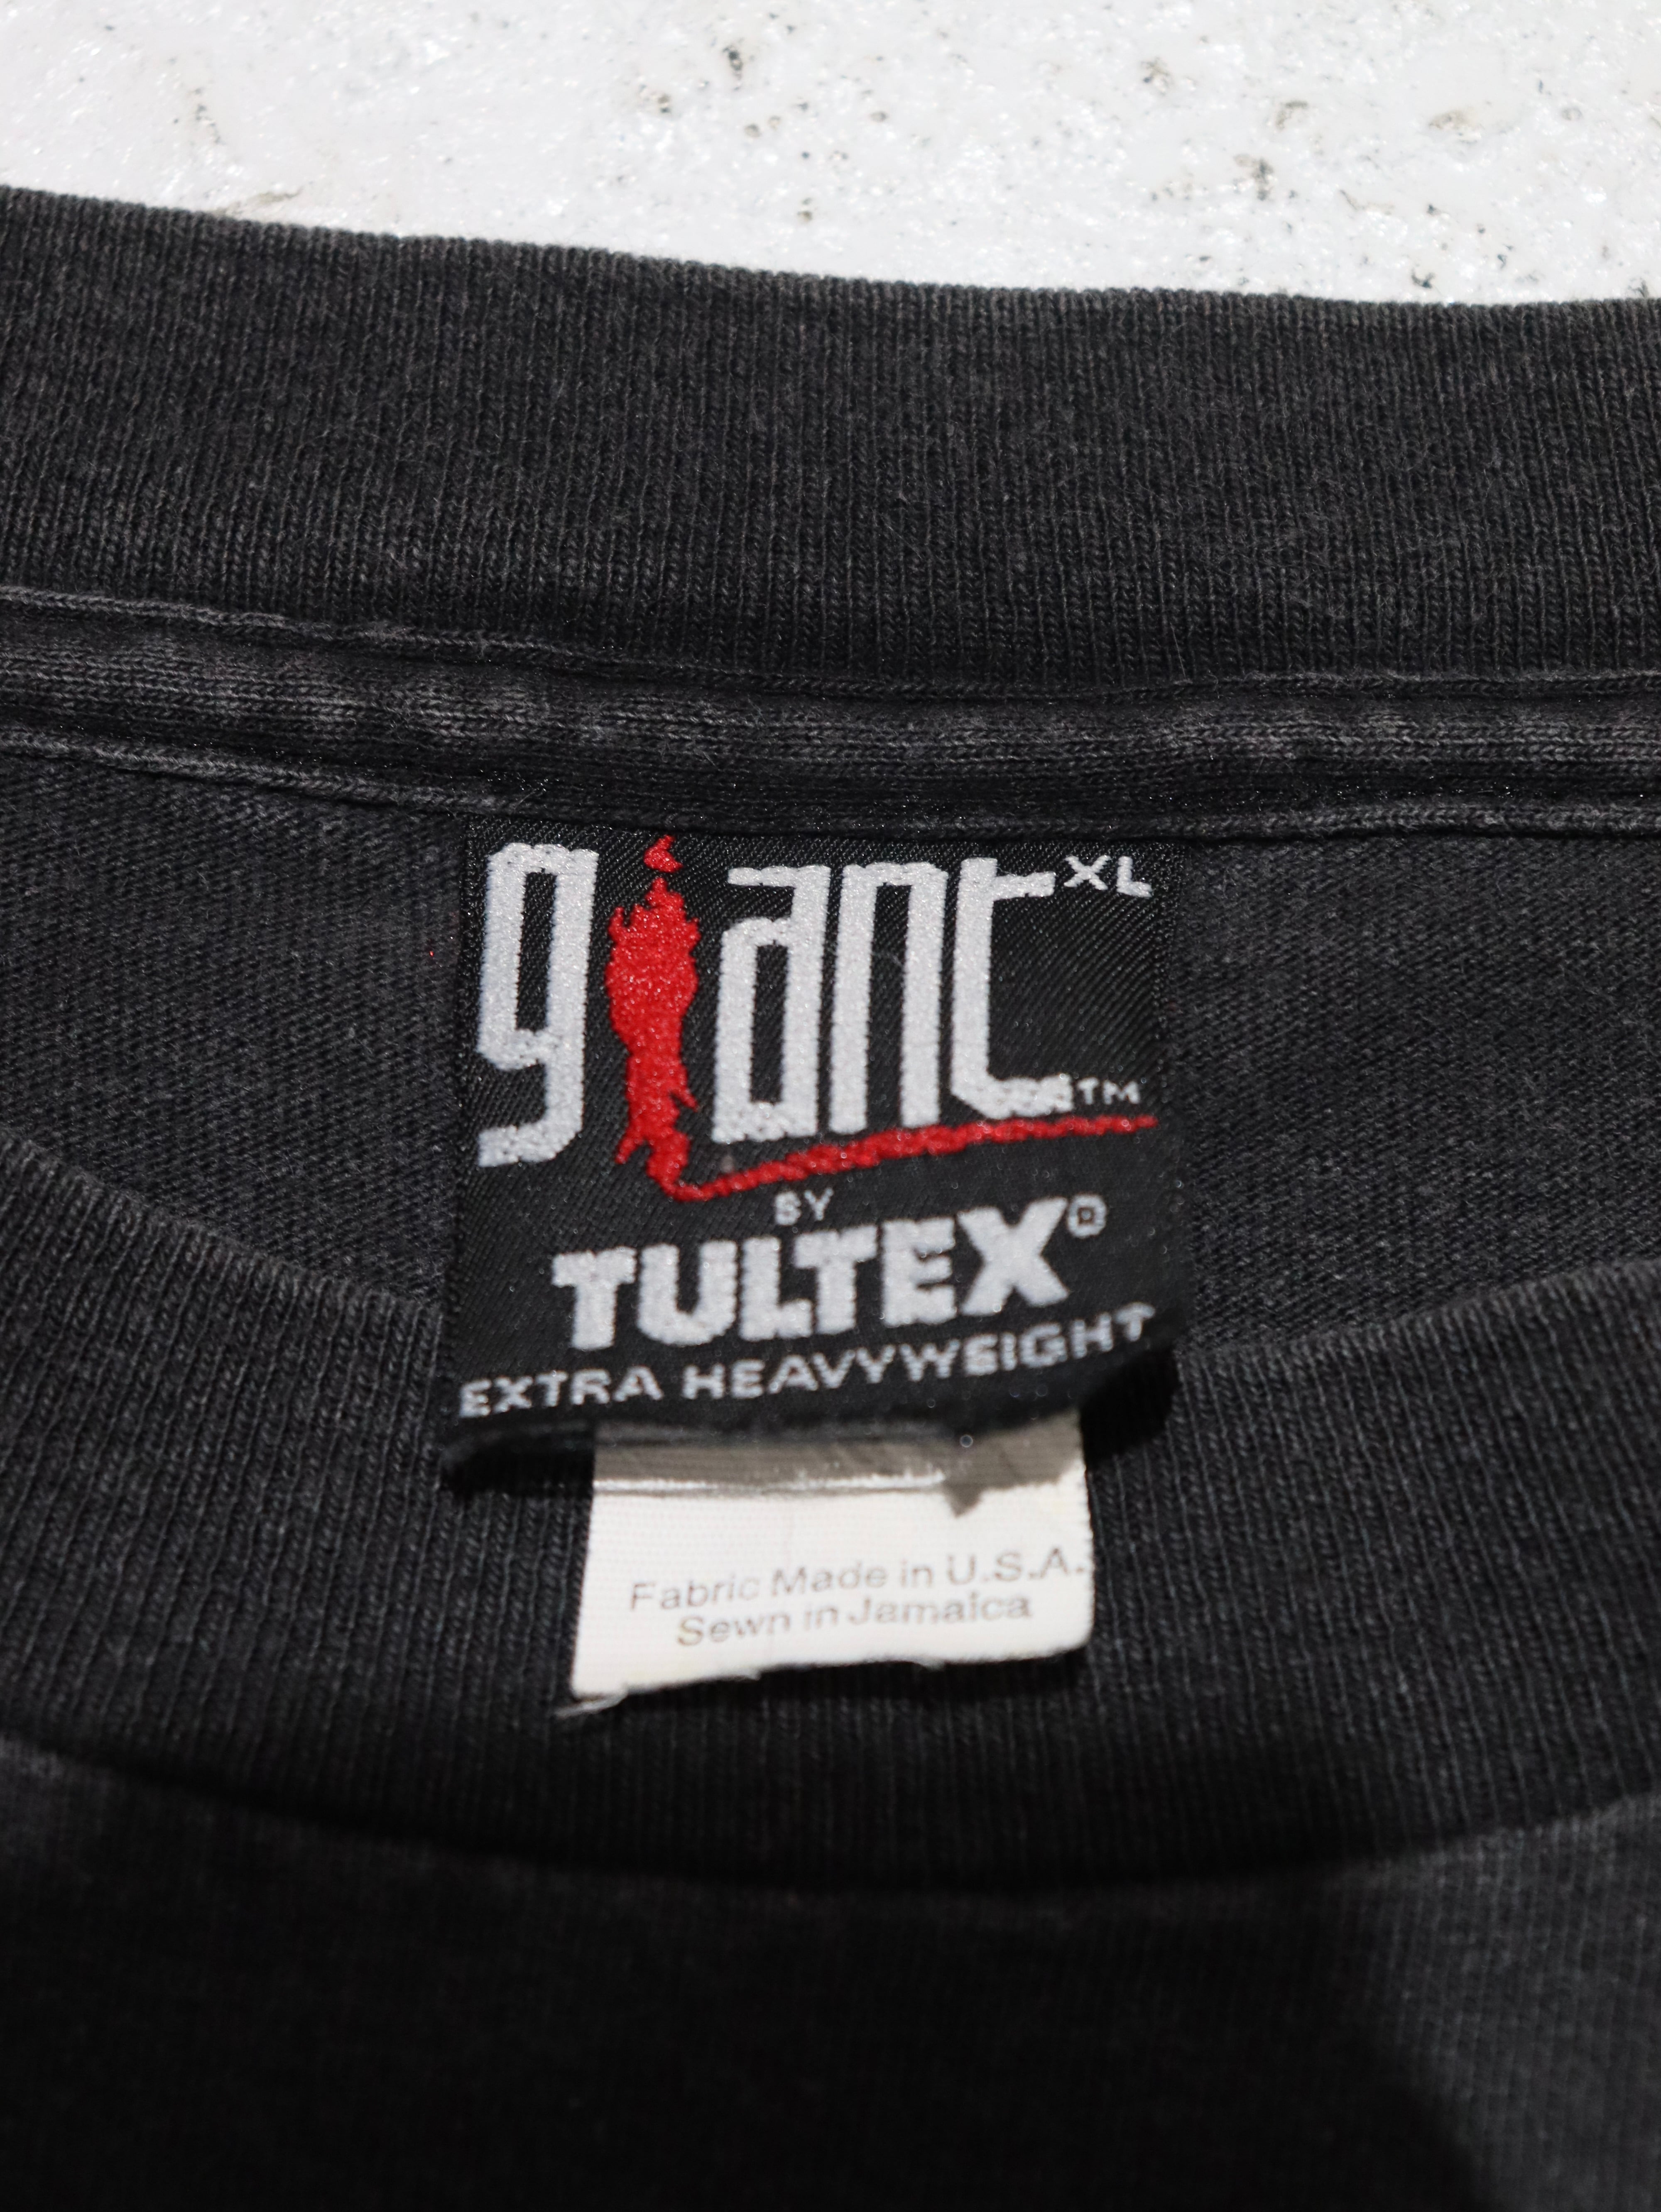 giant XL
TM
BY
TULTEX®
EXTRA HEAVYWEIGHT
Fabric Made in U.S.A.
Sewn in Jamaica